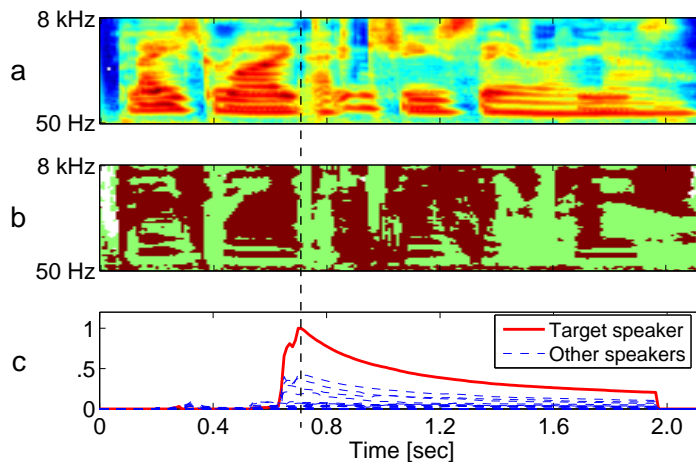 8 kHz
a
50 Hz
8 kHz
b
50 Hz
1
c
.5
0
Target speaker
Other speakers
0 0.4 0.8 1.2 1.6 2.0
Time [sec]